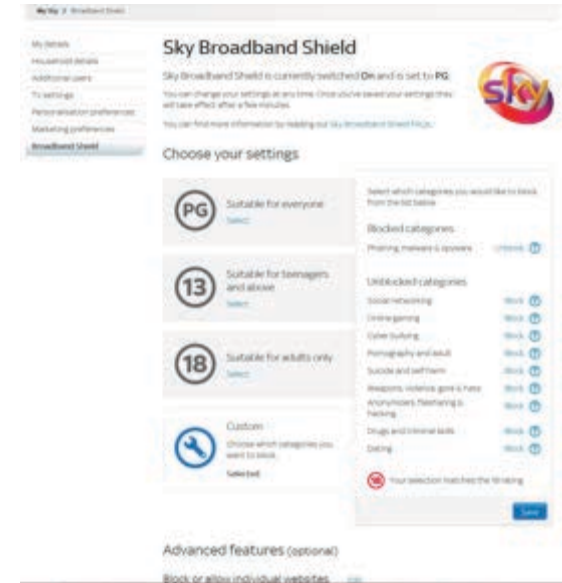 My Sky > Broadband Shield
My details
Household details
Additional users
TV settings
Personalisation preferences
Marketing preferences
Broadband Shield
Sky Broadband Shield
Sky Broadband Shield is currently switched On and is set to PG.
You can change your settings at any time. Once you've saved your settings they
will take effect after a few minutes.
You can find more information by reading our Sky Broadband Shield FAQs.
sky
Choose your settings
PG
Suitable for everyone
Select
13
Suitable for teenagers
and above
Select
18
Suitable for adults only
Select
Custom
Choose which categories you
want to block.
Selected
Select which categories you would like to block
from the list below
Blocked categories
Phishing, malware & spyware Unblock ?
Unblocked categories
Social networking Block ?
Online gaming Block ?
Cyber bullying Block ?
Pornography and adult Block ?
Suicide and self harm Block ?
Weapons, violence, gore & hate Block ?
Anonymizers, filesharing &
hacking Block ?
Drugs and criminal skills Block ?
Dating Block ?
18 Your selection matches the 18 rating
Save
Advanced features (optional)
Block or allow individual websites